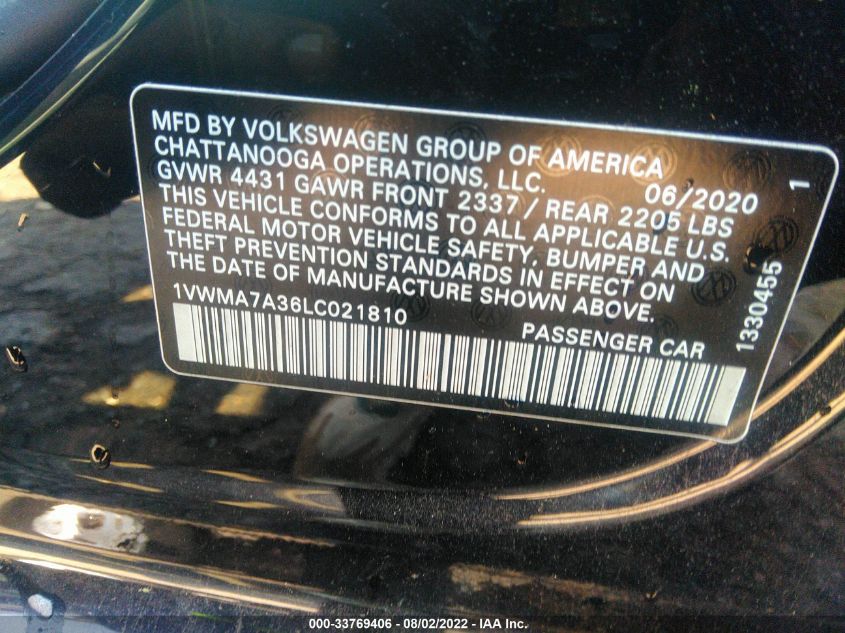 MFD BY VOLKSWAGEN GROUP OF AMERICA
CHATTANOOGA OPERATIONS, LLC. 06/2020 1
GVWR 4431 GAWR FRONT 2337 / REAR 2205 LBS
THIS VEHICLE CONFORMS TO ALL APPLICABLE U.S.
FEDERAL MOTOR VEHICLE SAFETY, BUMPER AND
THEFT PREVENTION STANDARDS IN EFFECT ON
THE DATE OF MANUFACTURE SHOWN ABOVE.
1VWMA7A36LC021810 PASSENGER CAR
1330455
000-33769406 - 08/02/2022 - IAA Inc.